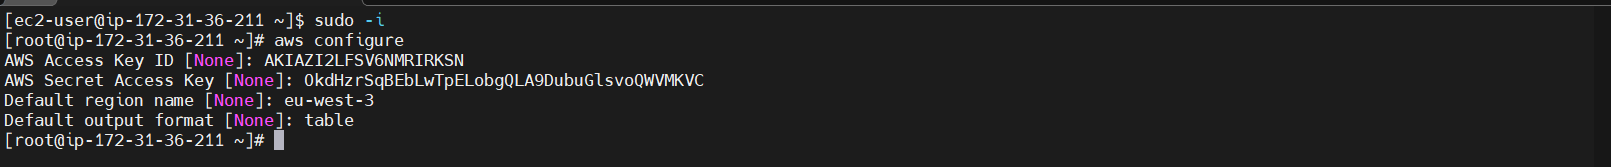 [ec2-user@ip-172-31-36-211 ~]$ sudo -i
[root@ip-172-31-36-211 ~]# aws configure
AWS Access Key ID [None]: AKIAZI2LFSV6NMRIRKSN
AWS Secret Access Key [None]: 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
Default region name [None]: eu-west-3
Default output format [None]: table
[root@ip-172-31-36-211 ~]#